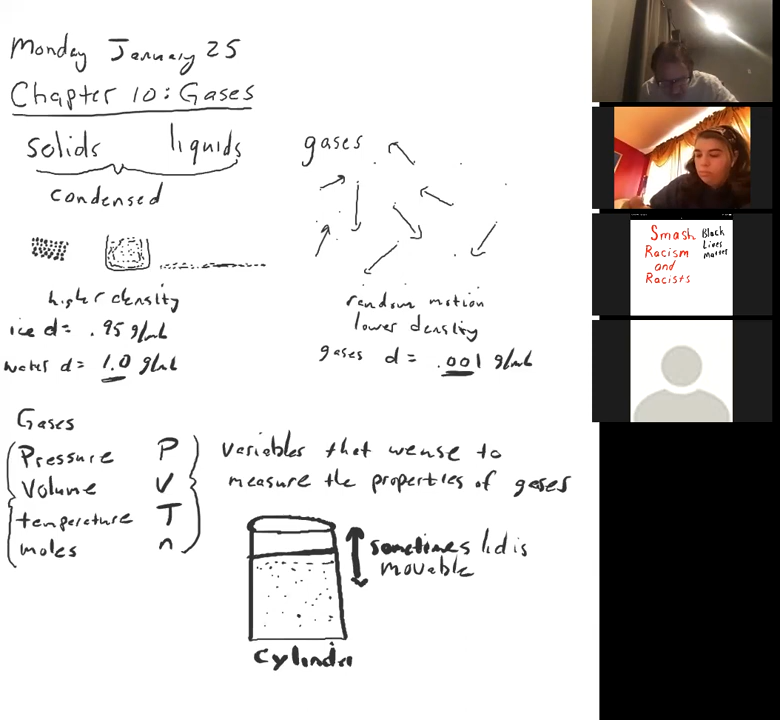 Monday January 25
Chapter 10: Gases
solids liquids gases
condensed
higher density
ice d= .95 g/mL
water d= 1.0 g/mL
random motion
lower density
gases d= .001 g/mL
Gases
Pressure P
Volume V
temperature T
moles n
variables that we use to
measure the properties of gases
sometimes lid is
movable
Cylinder
Smash
Racism
and
Racists
Black
Lives
Matter